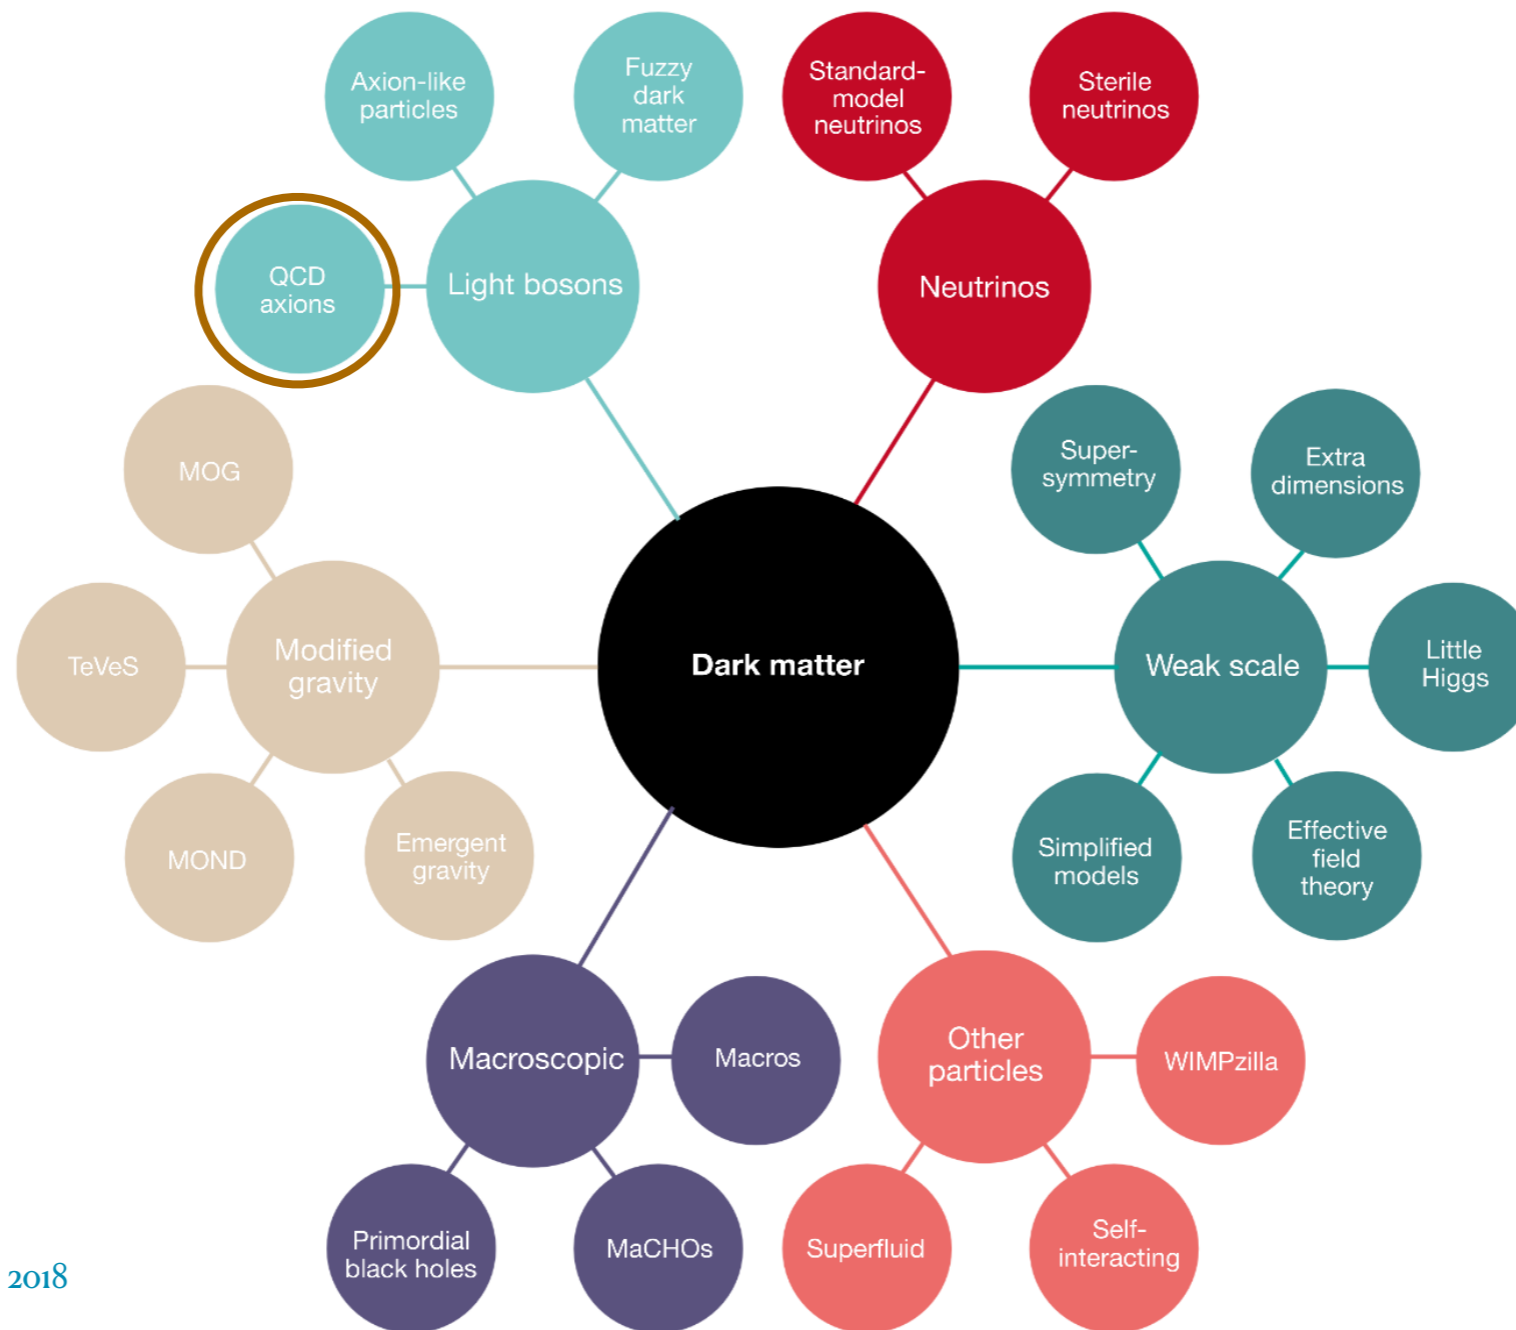 Axion-like
particles
Fuzzy
dark
matter
Standard-
model
neutrinos
Sterile
neutrinos
QCD
axions
Light bosons
Neutrinos
MOG
Super-
symmetry
Extra
dimensions
TeVeS
Modified
gravity
Dark matter
Weak scale
Little
Higgs
MOND
Emergent
gravity
Simplified
models
Effective
field
theory
Macroscopic
Macros
Other
particles
WIMPzilla
Primordial
black holes
MaCHOs
Superfluid
Self-
interacting
2018